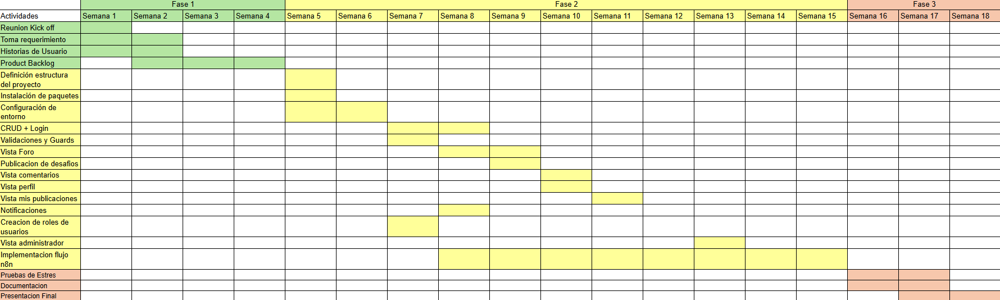 Fase 1 Fase 2 Fase 3
Actividades Semana 1 Semana 2 Semana 3 Semana 4 Semana 5 Semana 6 Semana 7 Semana 8 Semana 9 Semana 10 Semana 11 Semana 12 Semana 13 Semana 14 Semana 15 Semana 16 Semana 17 Semana 18
Reunion Kick off
Toma requerimiento
Historias de Usuario
Product Backlog
Definición estructura
del proyecto
Instalación de paquetes
Configuración de
entorno
CRUD + Login
Validaciones y Guards
Vista Foro
Publicacion de desafios
Vista comentarios
Vista perfil
Vista mis publicaciones
Notificaciones
Creacion de roles de
usuarios
Vista administrador
Implementacion flujo
n8n
Pruebas de Estres
Documentacion
Presentacion Final